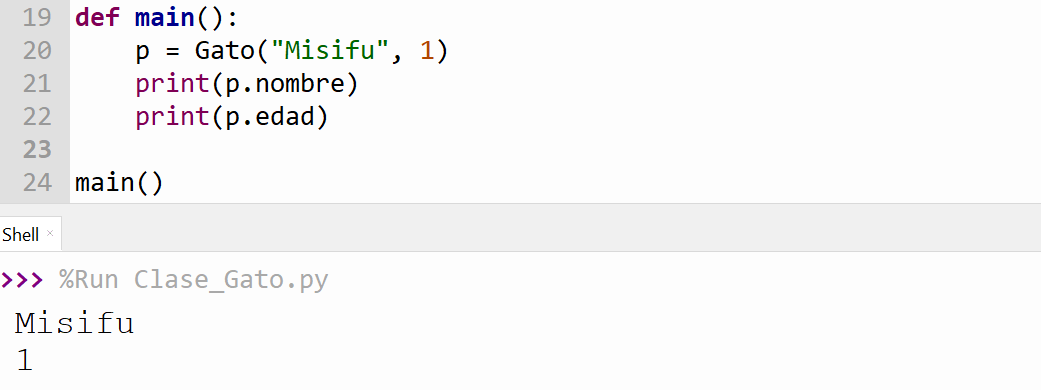 19 def main():
20     p = Gato("Misifu", 1)
21     print(p.nombre)
22     print(p.edad)
23
24 main()
Shell ×
>>> %Run Clase_Gato.py
Misifu
1